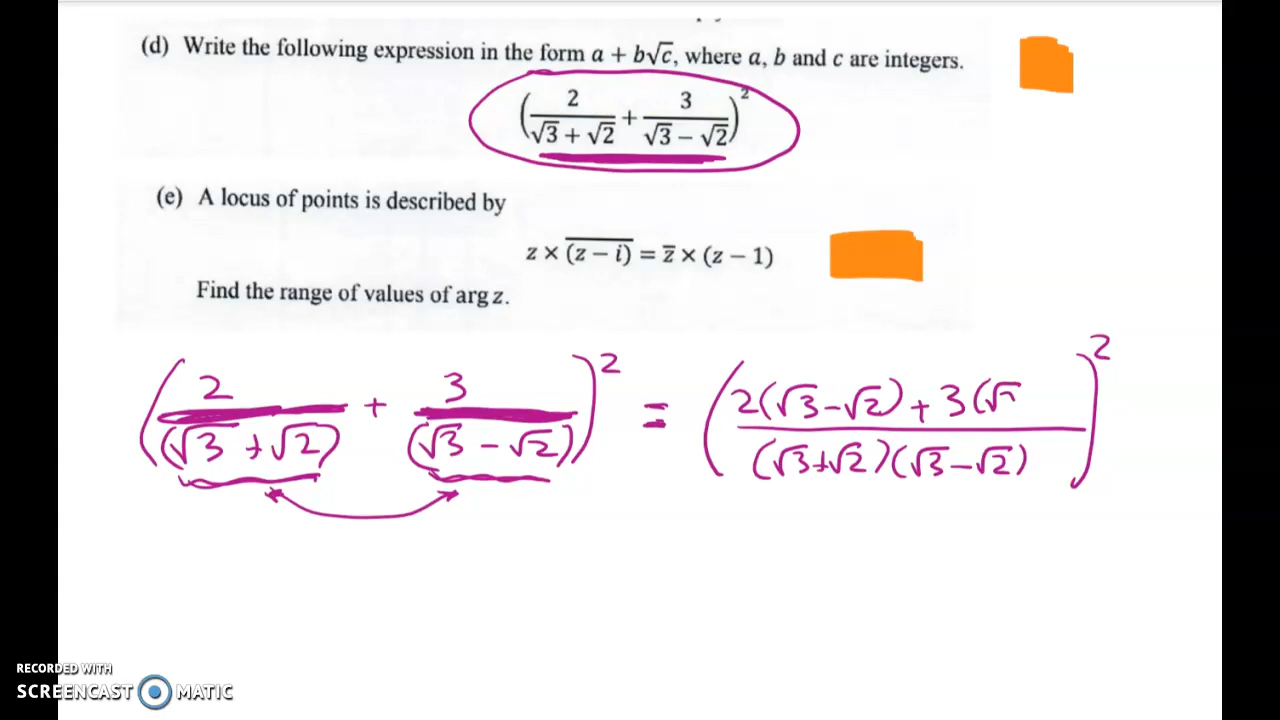 (d) Write the following expression in the form a + b√c, where a, b and c are integers.
(2/(√3 + √2) + 3/(√3 − √2))²
(e) A locus of points is described by
z × \overline{(z − i)} = z̄ × (z − 1)
Find the range of values of arg z.
(2/(√3 + √2) + 3/(√3 − √2))² = ((2(√3−√2) + 3(√)/((√3+√2)(√3−√2)))²
RECORDED WITH
SCREENCAST MATIC